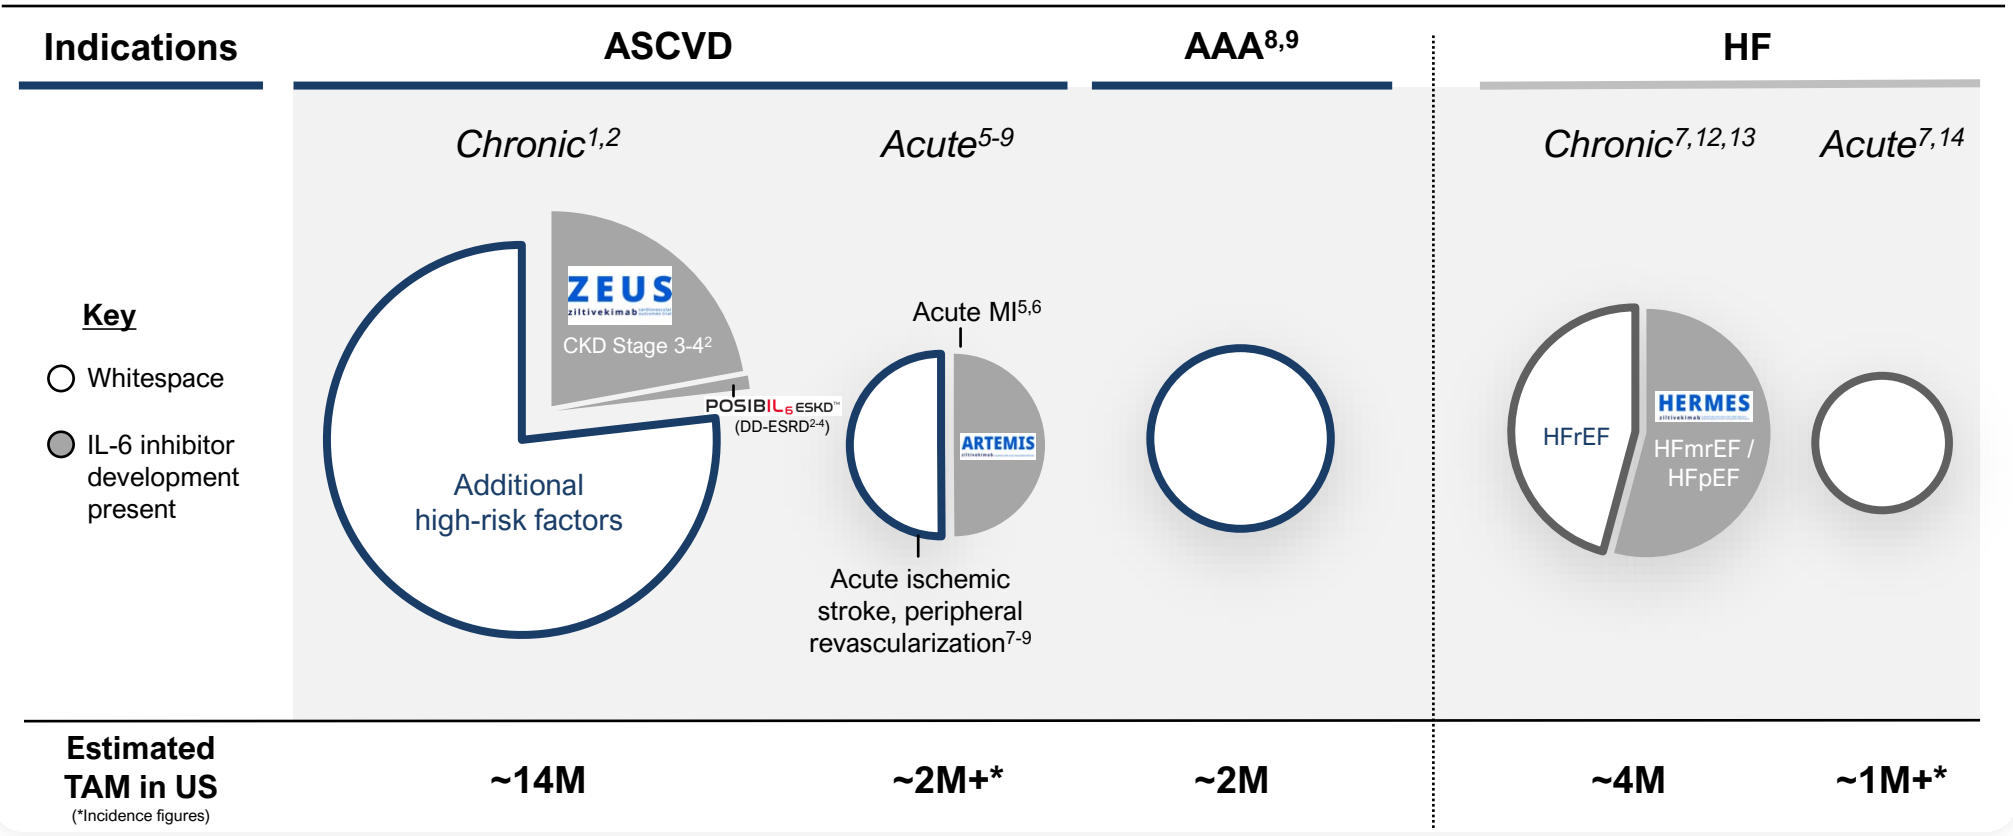 Indications
ASCVD
AAA8,9
HF
Chronic1,2
Acute5-9
Chronic7,12,13
Acute7,14
Key
Whitespace
IL-6 inhibitor
development
present
ZEUS
ziltivekimab
CKD Stage 3-42
POSIBIL6 ESKD™
(DD-ESRD2-4)
Additional
high-risk factors
Acute MI5,6
ARTEMIS
Acute ischemic
stroke, peripheral
revascularization7-9
HFrEF
HERMES
ziltivekimab
HFmrEF /
HFpEF
Estimated
TAM in US
(*Incidence figures)
~14M
~2M+*
~2M
~4M
~1M+*